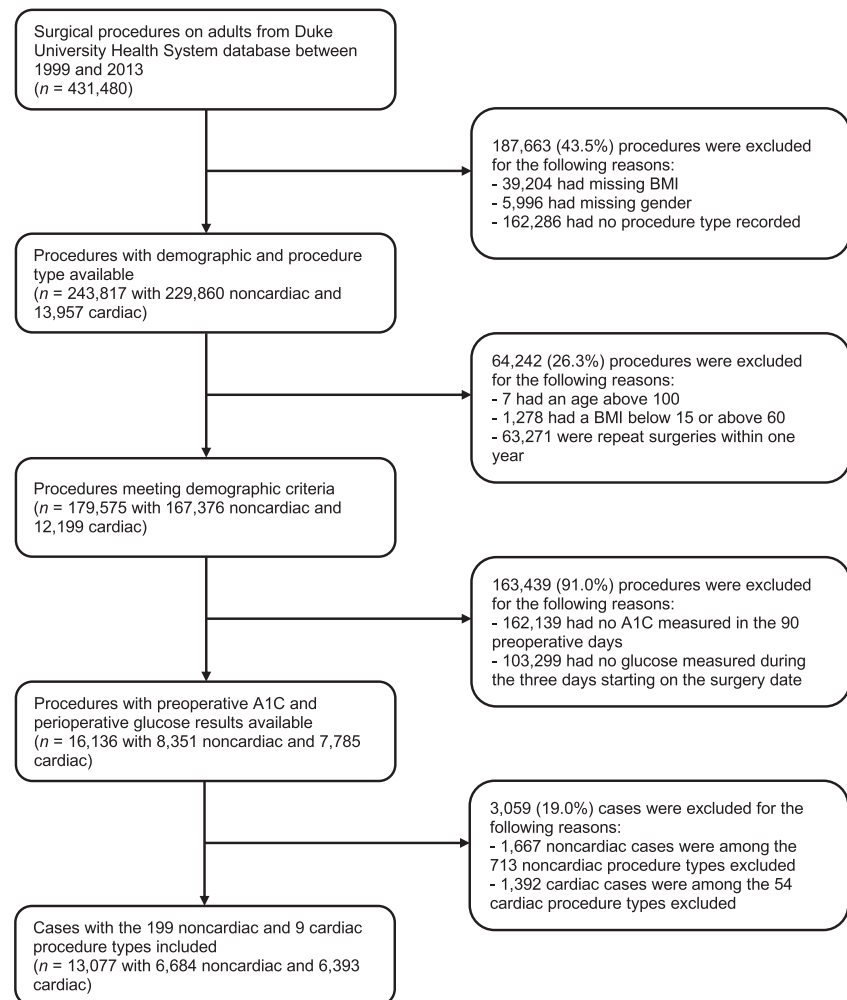 Surgical procedures on adults from Duke
University Health System database between
1999 and 2013
(n = 431,480)
187,663 (43.5%) procedures were excluded
for the following reasons:
- 39,204 had missing BMI
- 5,996 had missing gender
- 162,286 had no procedure type recorded
Procedures with demographic and procedure
type available
(n = 243,817 with 229,860 noncardiac and
13,957 cardiac)
64,242 (26.3%) procedures were excluded
for the following reasons:
- 7 had an age above 100
- 1,278 had a BMI below 15 or above 60
- 63,271 were repeat surgeries within one
year
Procedures meeting demographic criteria
(n = 179,575 with 167,376 noncardiac and
12,199 cardiac)
163,439 (91.0%) procedures were excluded
for the following reasons:
- 162,139 had no A1C measured in the 90
preoperative days
- 103,299 had no glucose measured during
the three days starting on the surgery date
Procedures with preoperative A1C and
perioperative glucose results available
(n = 16,136 with 8,351 noncardiac and 7,785
cardiac)
3,059 (19.0%) cases were excluded for the
following reasons:
- 1,667 noncardiac cases were among the
713 noncardiac procedure types excluded
- 1,392 cardiac cases were among the 54
cardiac procedure types excluded
Cases with the 199 noncardiac and 9 cardiac
procedure types included
(n = 13,077 with 6,684 noncardiac and 6,393
cardiac)